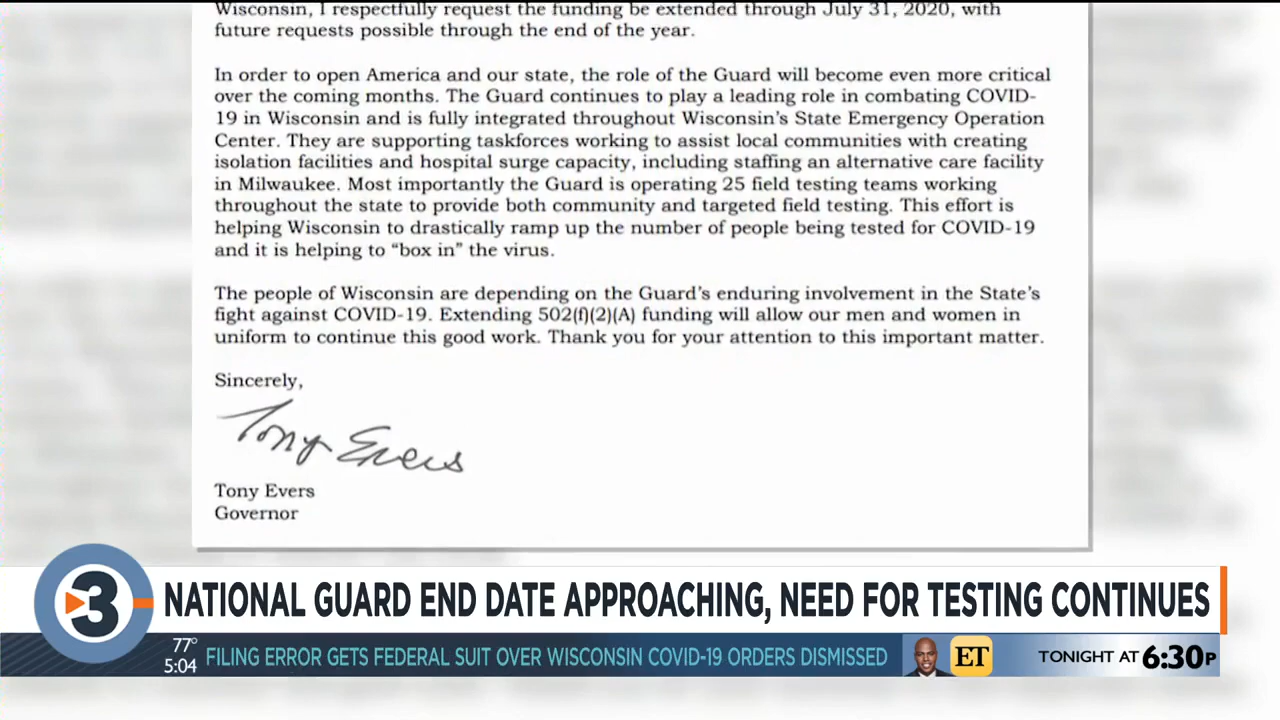 Wisconsin, I respectfully request the funding be extended through July 31, 2020, with
future requests possible through the end of the year.
In order to open America and our state, the role of the Guard will become even more critical
over the coming months. The Guard continues to play a leading role in combating COVID-
19 in Wisconsin and is fully integrated throughout Wisconsin's State Emergency Operation
Center. They are supporting taskforces working to assist local communities with creating
isolation facilities and hospital surge capacity, including staffing an alternative care facility
in Milwaukee. Most importantly the Guard is operating 25 field testing teams working
throughout the state to provide both community and targeted field testing. This effort is
helping Wisconsin to drastically ramp up the number of people being tested for COVID-19
and it is helping to “box in” the virus.
The people of Wisconsin are depending on the Guard's enduring involvement in the State's
fight against COVID-19. Extending 502(f)(2)(A) funding will allow our men and women in
uniform to continue this good work. Thank you for your attention to this important matter.
Sincerely,
Tony Evers
Tony Evers
Governor
3
NATIONAL GUARD END DATE APPROACHING, NEED FOR TESTING CONTINUES
77°
5:04
FILING ERROR GETS FEDERAL SUIT OVER WISCONSIN COVID-19 ORDERS DISMISSED
ET
TONIGHT AT 6:30P